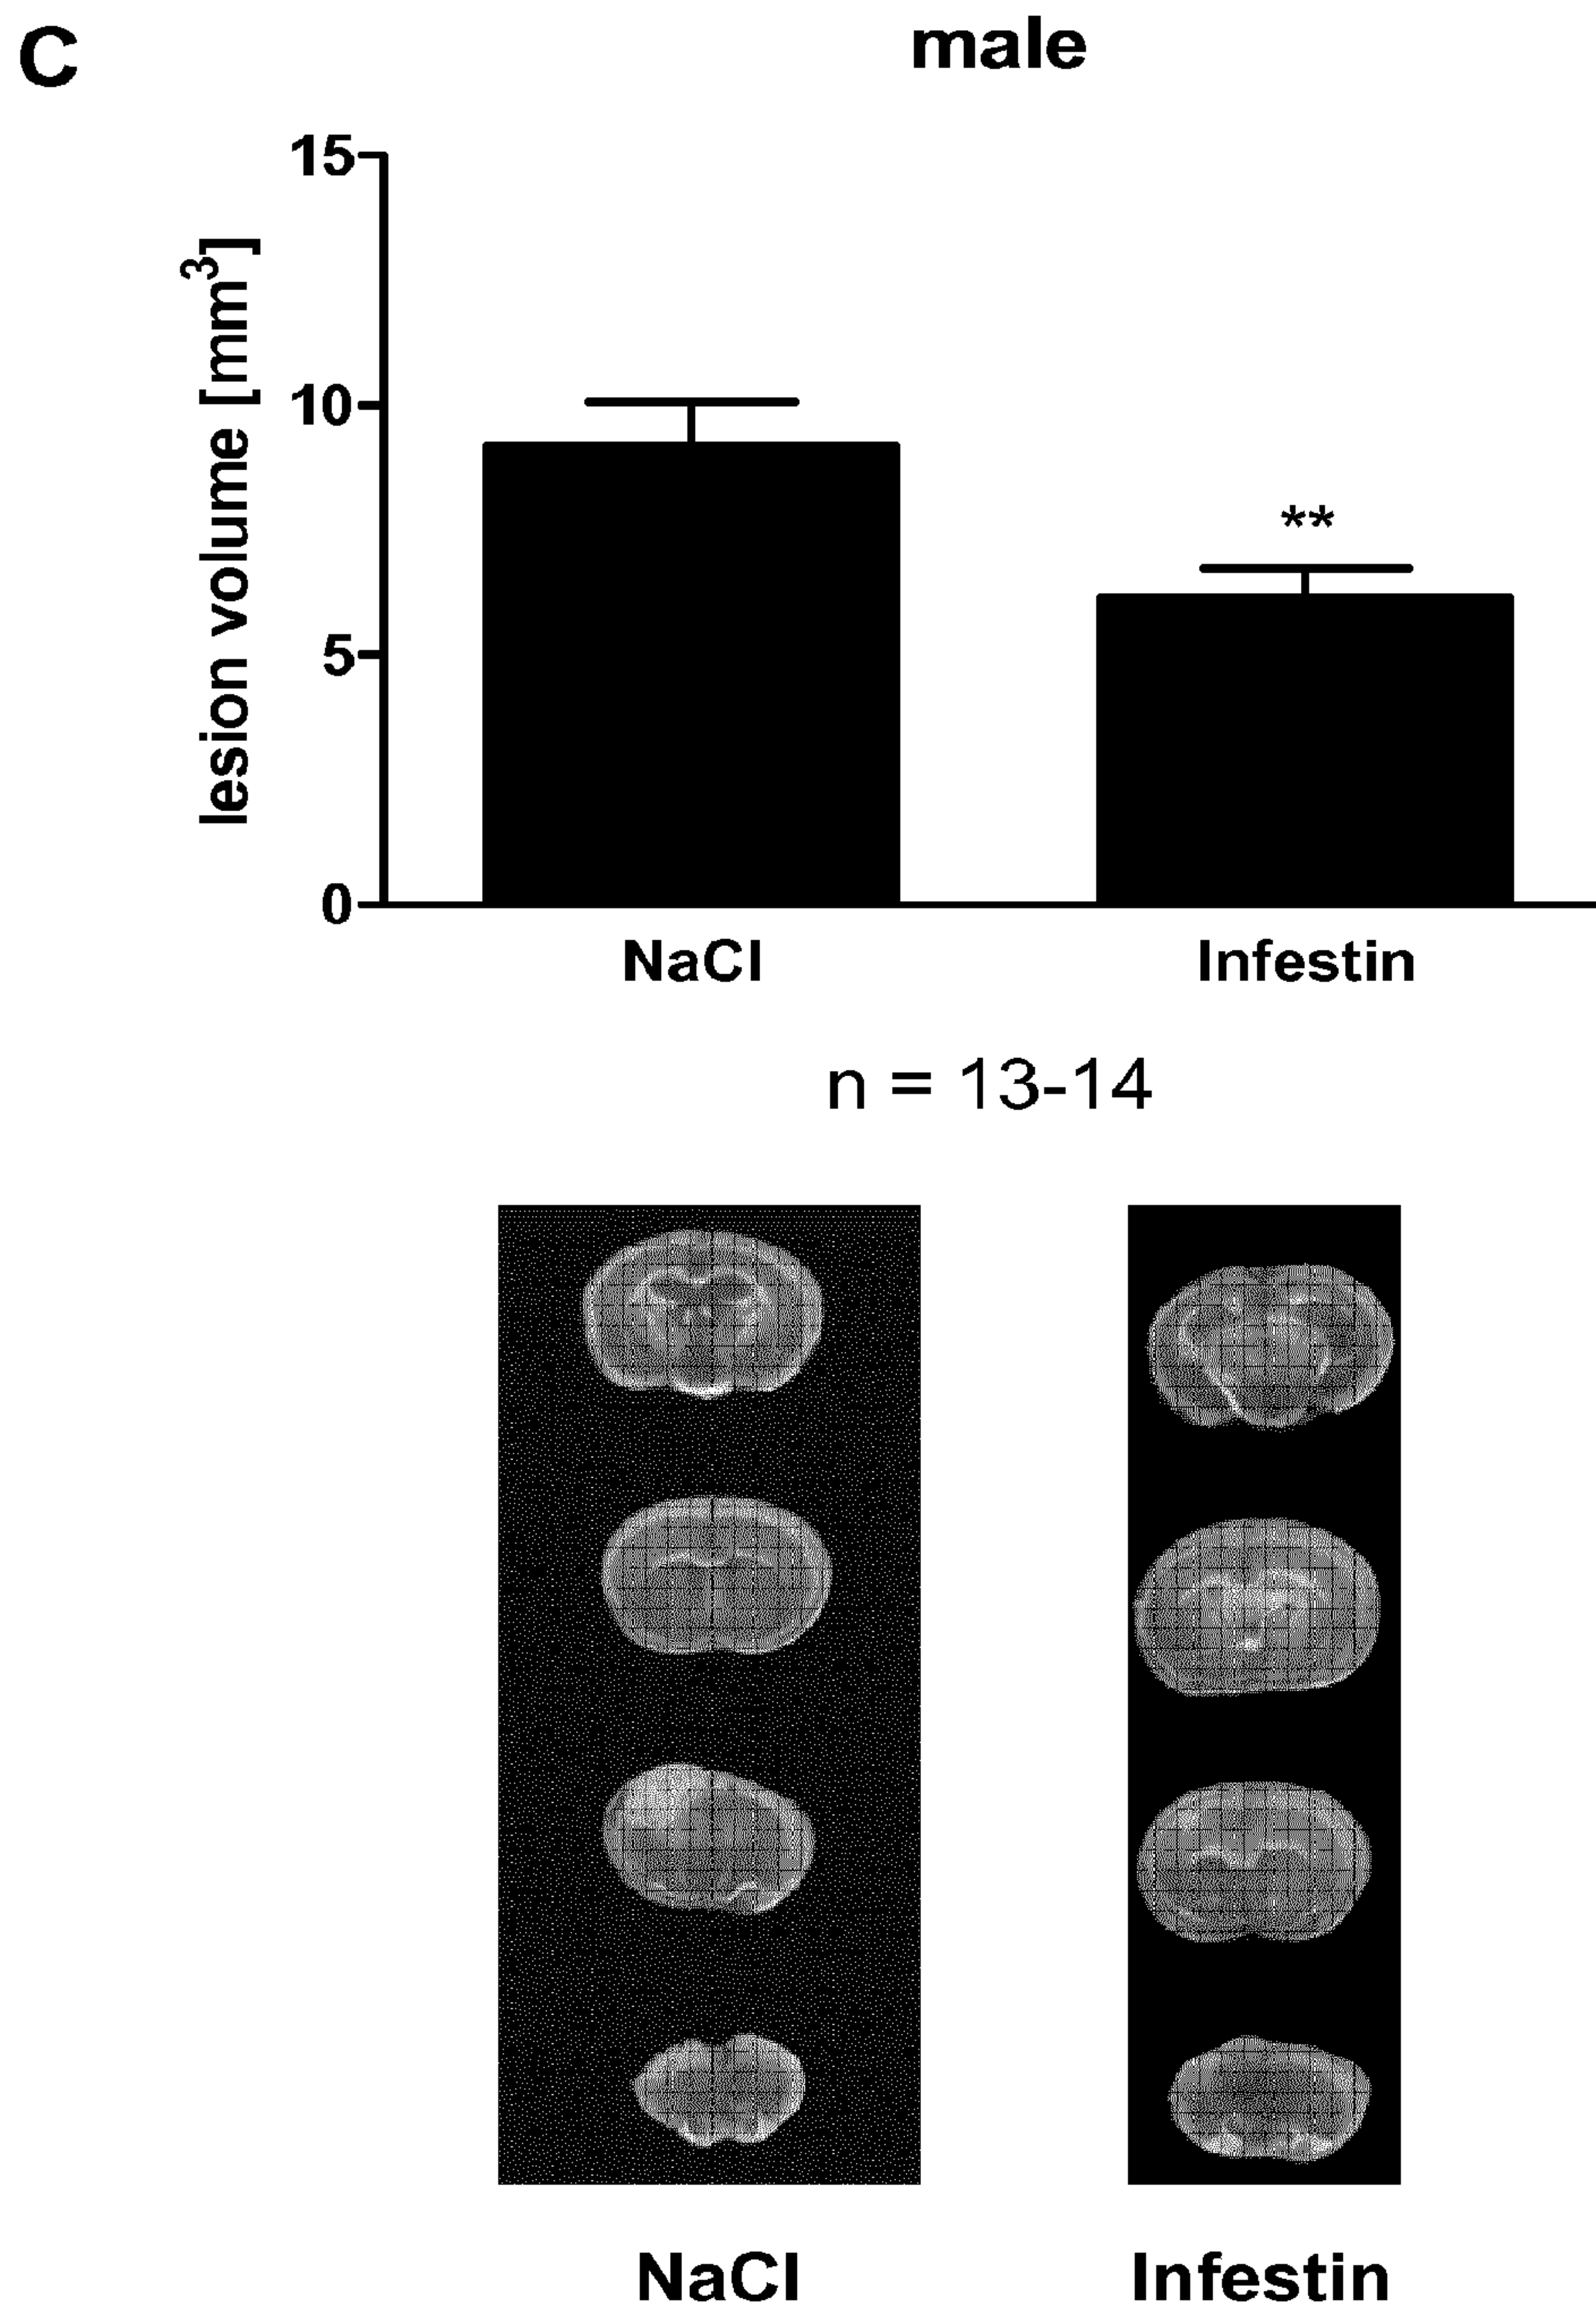 C
male
15
10
5
0
lesion volume [mm³]
**
NaCl
Infestin
n = 13-14
NaCl
Infestin